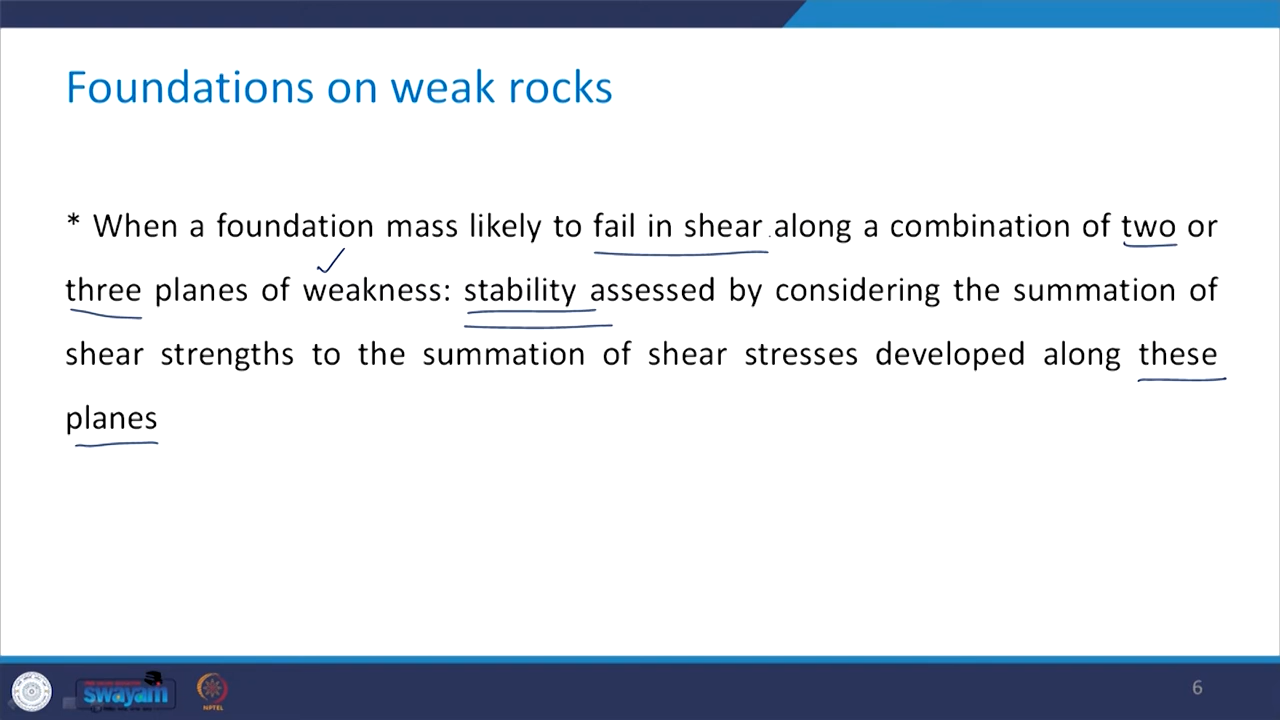 Foundations on weak rocks
* When a foundation mass likely to fail in shear along a combination of two or
three planes of weakness: stability assessed by considering the summation of
shear strengths to the summation of shear stresses developed along these
planes
swayam
NPTEL
6